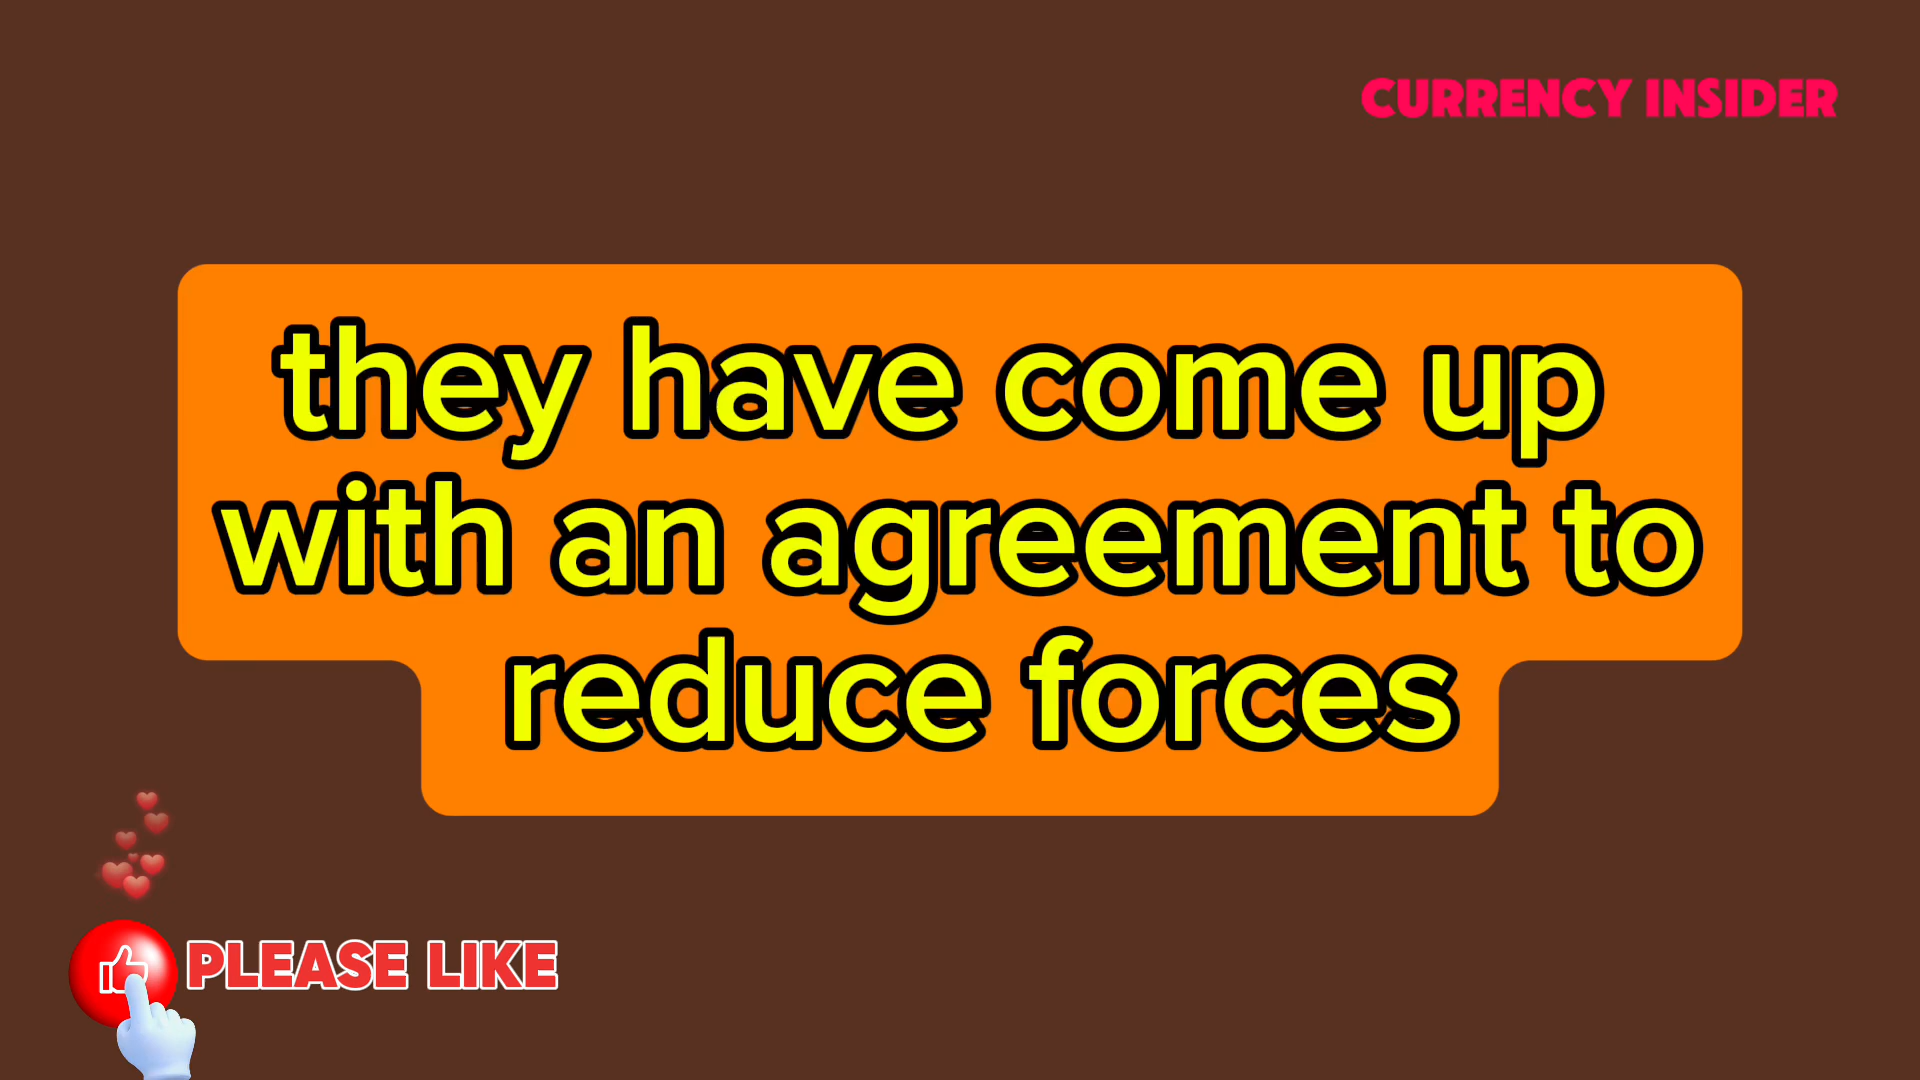 CURRENCY INSIDER
they have come up
with an agreement to
reduce forces
PLEASE LIKE